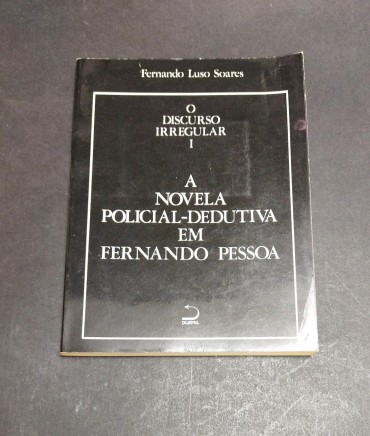 Fernando Luso Soares
O
DISCURSO
IRREGULAR
I
A
NOVELA
POLICIAL-DEDUTIVA
EM
FERNANDO PESSOA